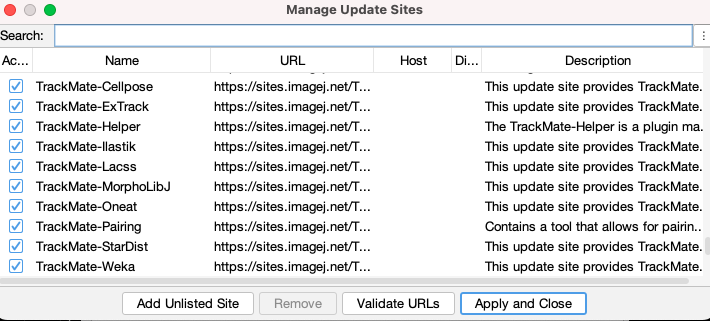 Manage Update Sites
Search:
Ac... Name URL Host Di... Description
TrackMate-Cellpose https://sites.imagej.net/T... This update site provides TrackMate.
TrackMate-ExTrack https://sites.imagej.net/T... This update site provides TrackMate.
TrackMate-Helper https://sites.imagej.net/T... The TrackMate-Helper is a plugin ma...
TrackMate-Ilastik https://sites.imagej.net/T... This update site provides TrackMate.
TrackMate-Lacss https://sites.imagej.net/T... This update site provides TrackMate.
TrackMate-MorphoLibJ https://sites.imagej.net/T... This update site provides TrackMate.
TrackMate-Oneat https://sites.imagej.net/T... This update site provides TrackMate.
TrackMate-Pairing https://sites.imagej.net/T... Contains a tool that allows for pairin...
TrackMate-StarDist https://sites.imagej.net/T... This update site provides TrackMate.
TrackMate-Weka https://sites.imagej.net/T... This update site provides TrackMate.
Add Unlisted Site Remove Validate URLs Apply and Close